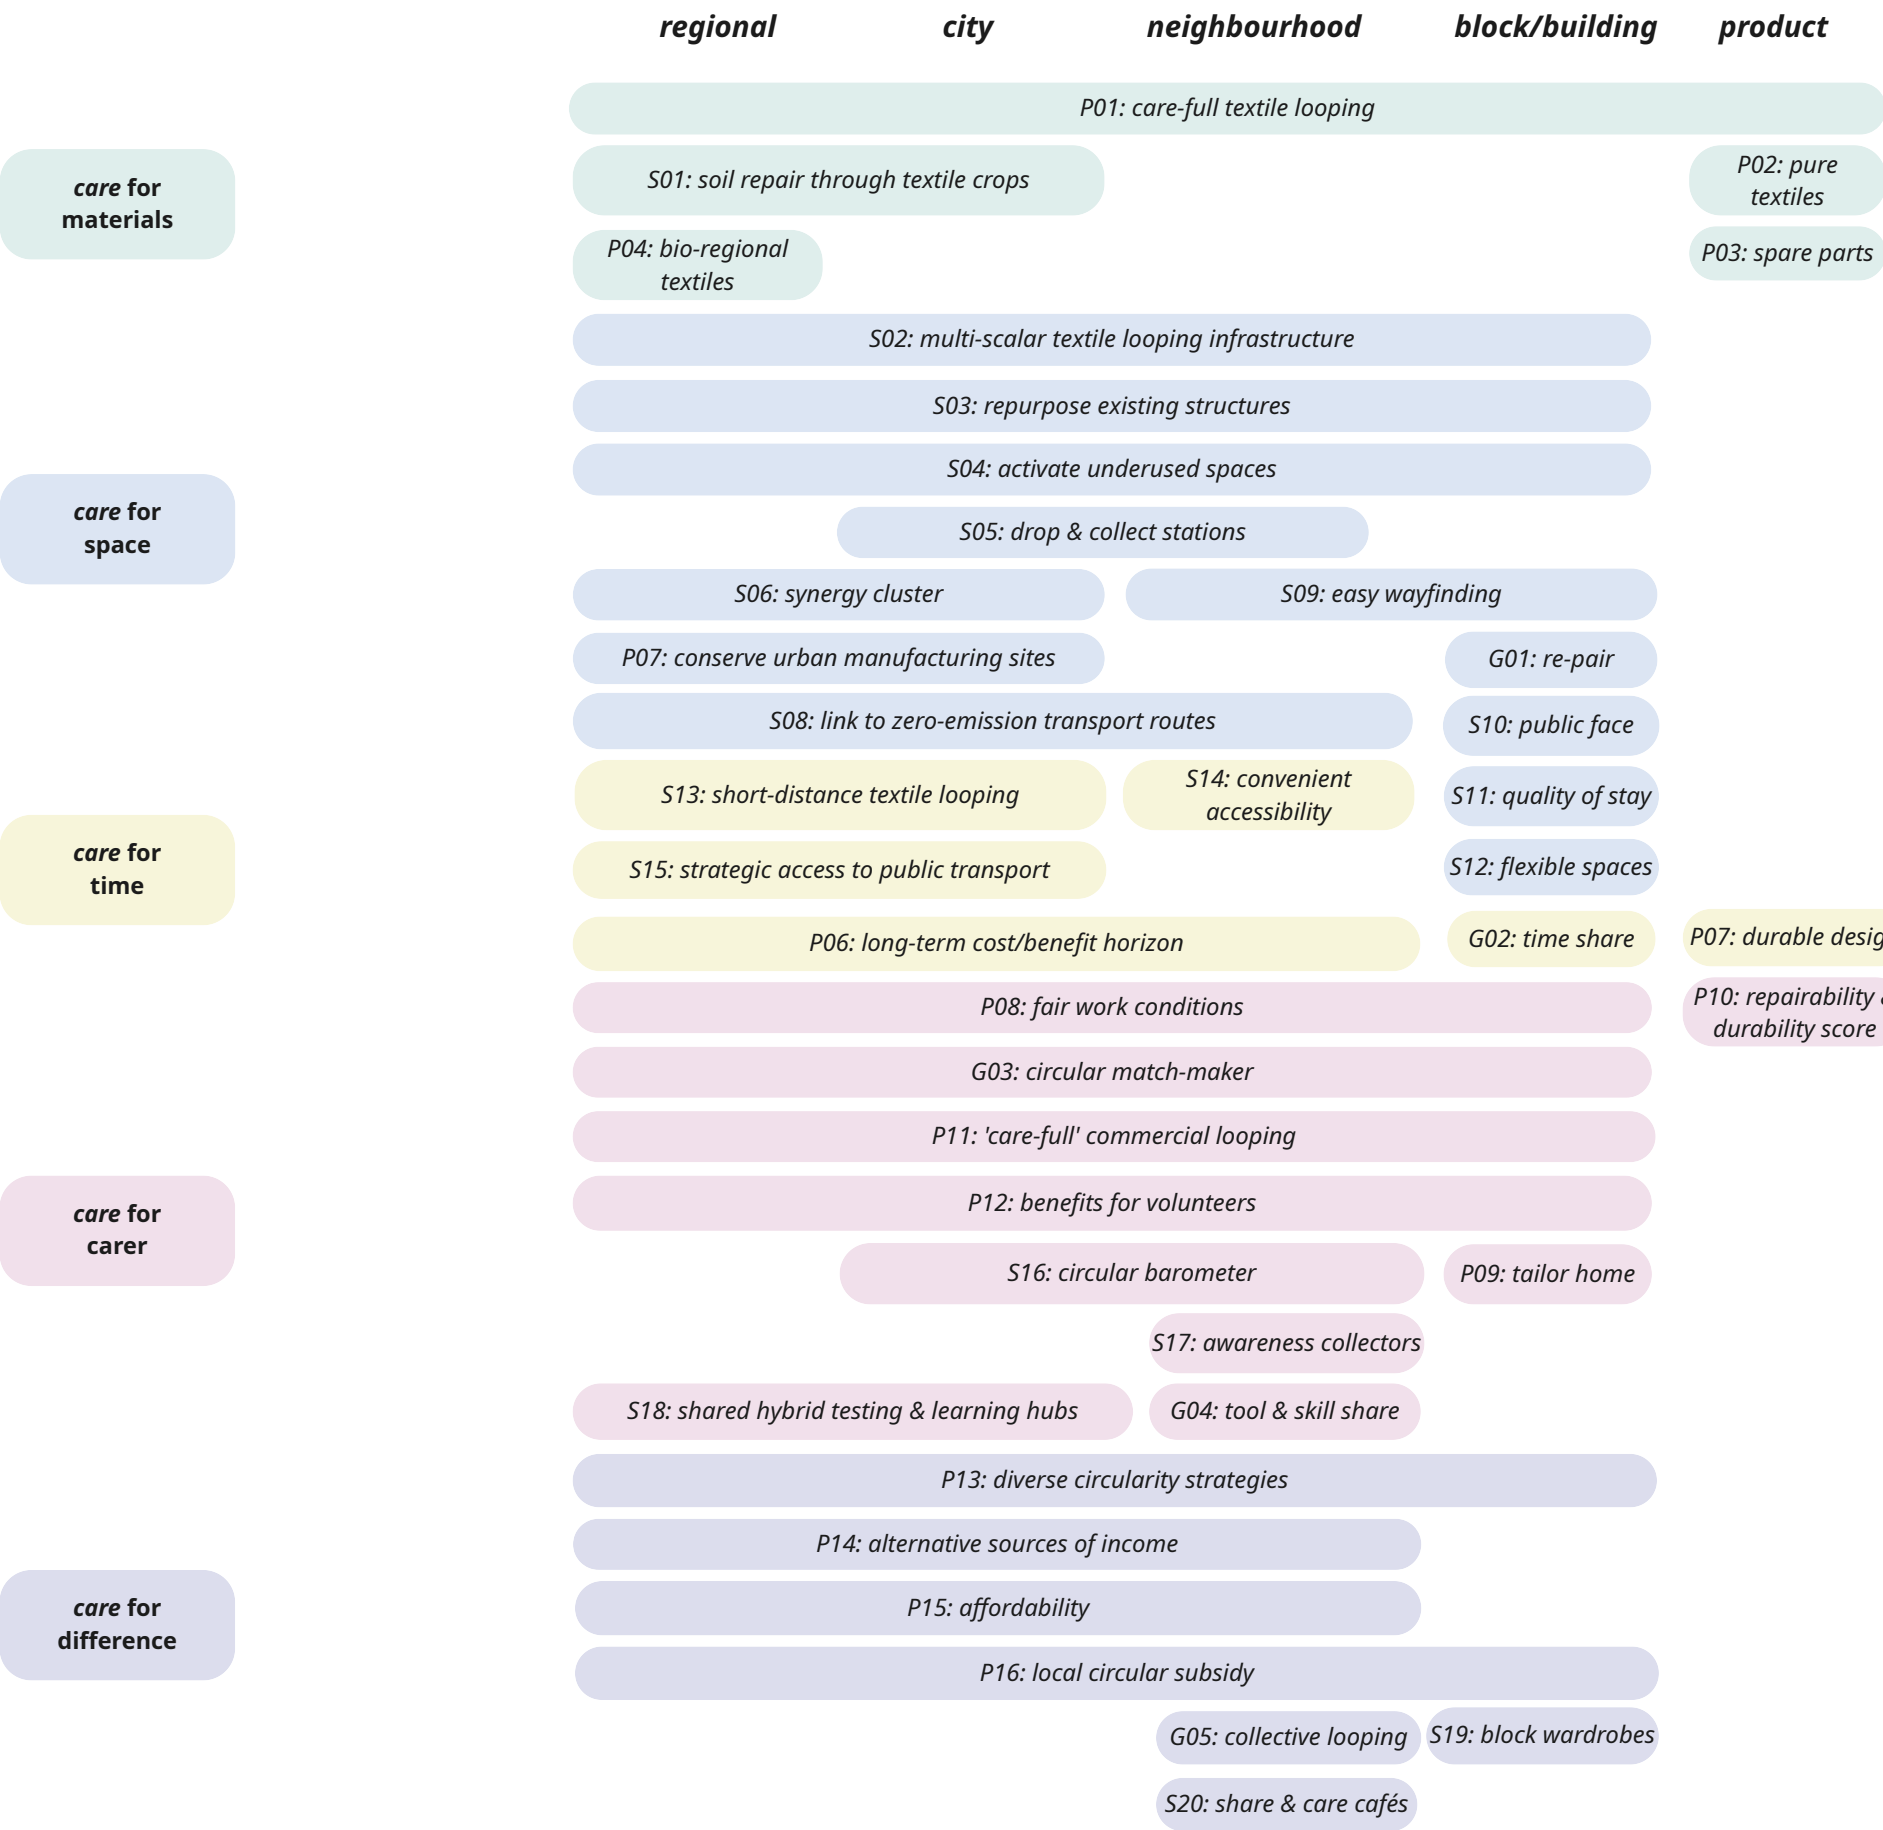 regional city neighbourhood block/building product
P01: care-full textile looping
care for
materials
S01: soil repair through textile crops
P02: pure
textiles
P04: bio-regional
textiles
P03: spare parts
S02: multi-scalar textile looping infrastructure
S03: repurpose existing structures
S04: activate underused spaces
care for
space
S05: drop & collect stations
S06: synergy cluster
S09: easy wayfinding
P07: conserve urban manufacturing sites
G01: re-pair
S08: link to zero-emission transport routes
S10: public face
S13: short-distance textile looping
S14: convenient
accessibility
S11: quality of stay
care for
time
S15: strategic access to public transport
S12: flexible spaces
P06: long-term cost/benefit horizon
G02: time share
P07: durable desig
P08: fair work conditions
P10: repairability
durability score
G03: circular match-maker
P11: 'care-full' commercial looping
P12: benefits for volunteers
care for
carer
S16: circular barometer
P09: tailor home
S17: awareness collectors
S18: shared hybrid testing & learning hubs
G04: tool & skill share
P13: diverse circularity strategies
P14: alternative sources of income
P15: affordability
care for
difference
P16: local circular subsidy
G05: collective looping
S19: block wardrobes
S20: share & care cafés